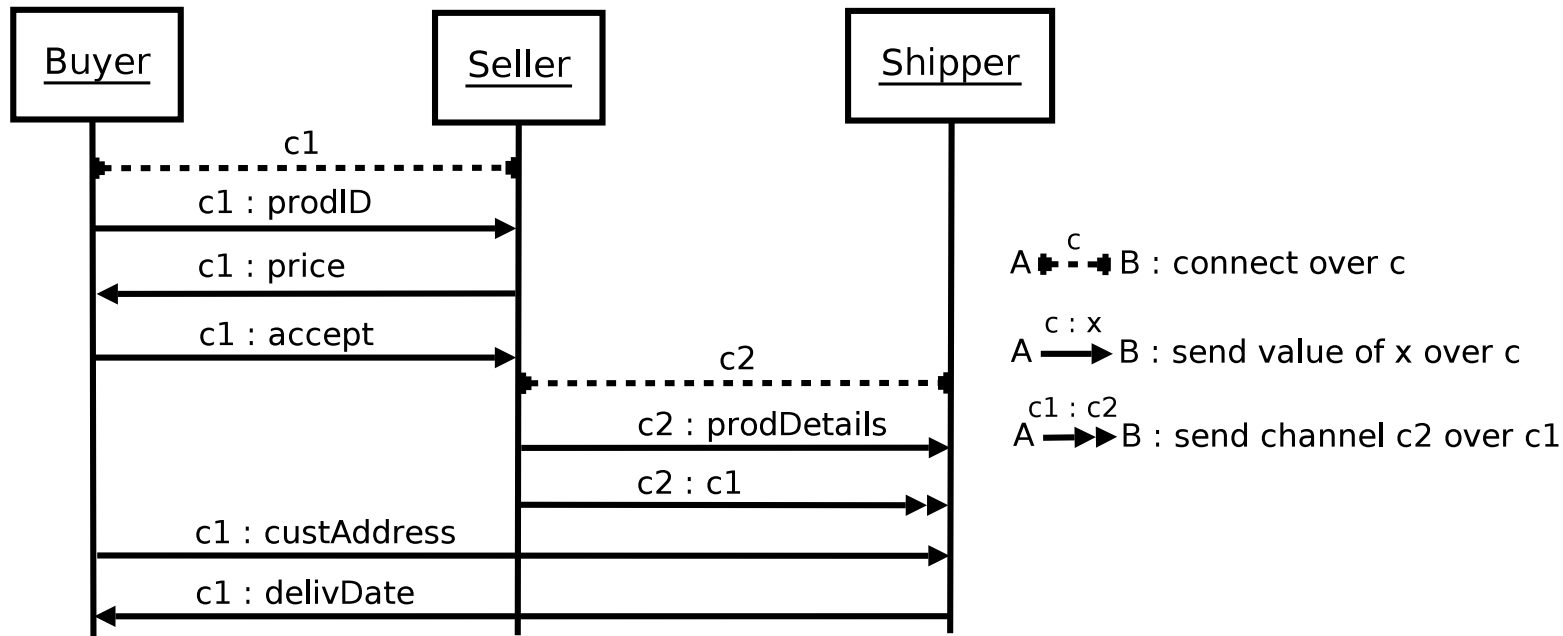 Buyer
Seller
Shipper
c1
c1 : prodID
c1 : price
c1 : accept
c2
c2 : prodDetails
c2 : c1
c1 : custAddress
c1 : delivDate
c
A B : connect over c
c : x
A B : send value of x over c
c1 : c2
A B : send channel c2 over c1